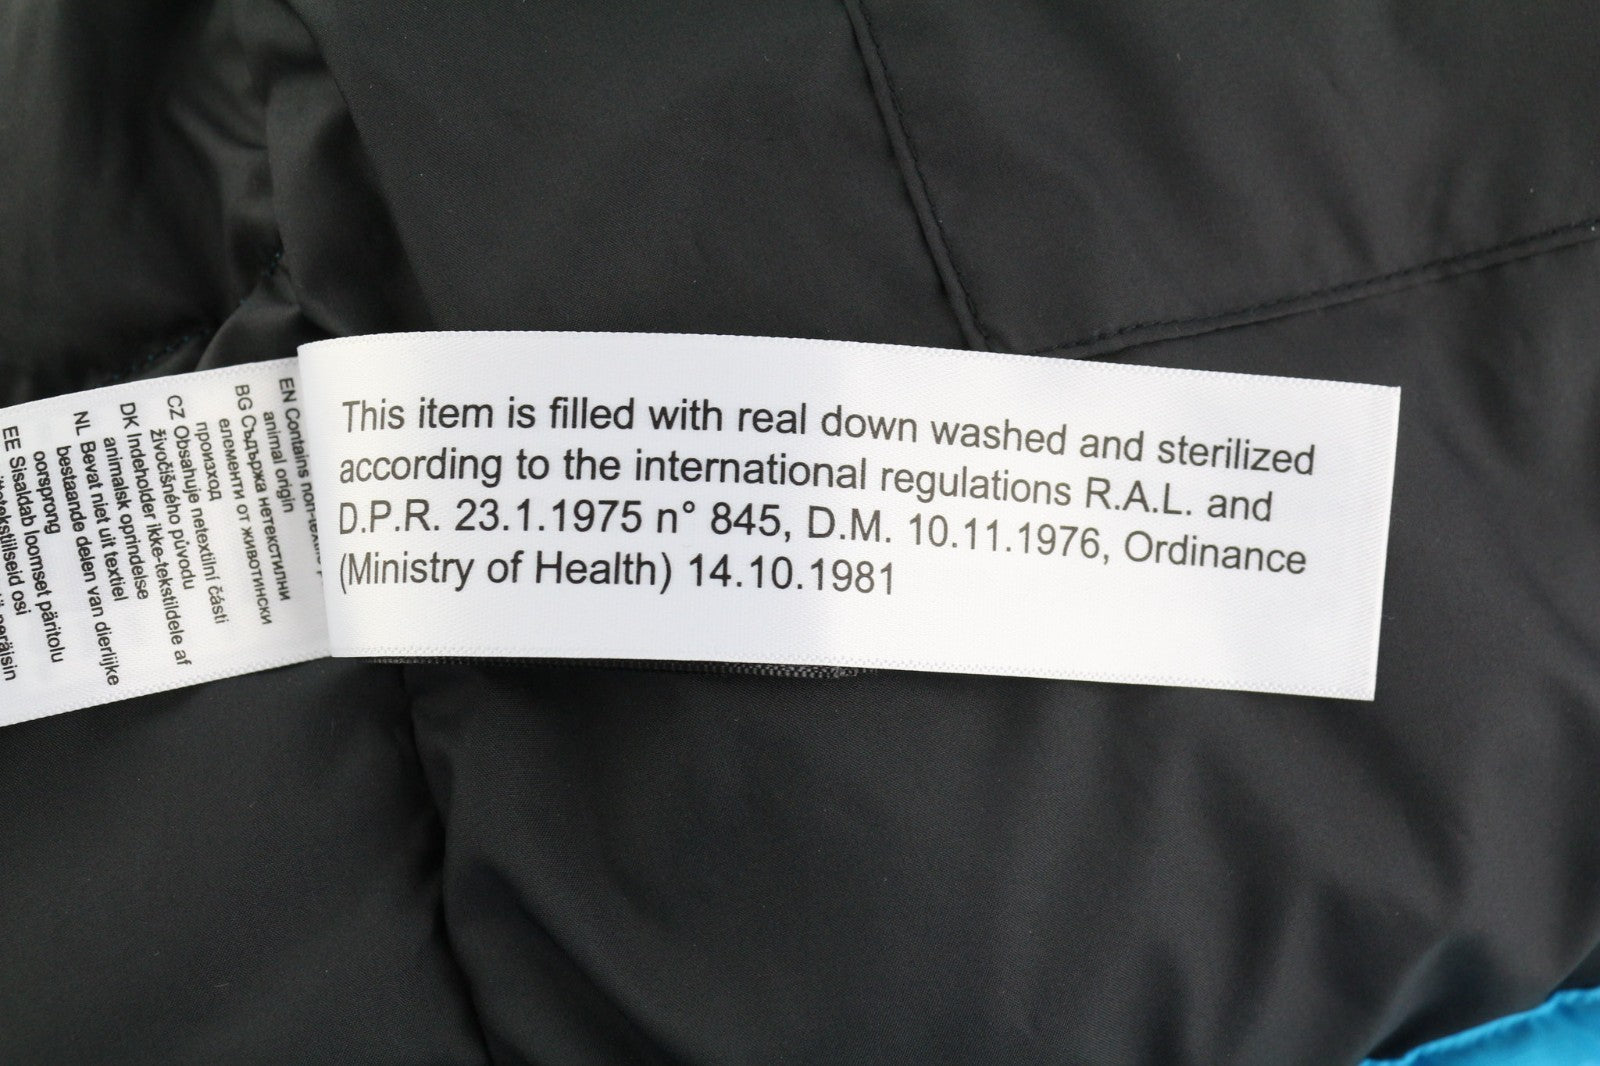 This item is filled with real down washed and sterilized
according to the international regulations R.A.L. and
D.P.R. 23.1.1975 n° 845, D.M. 10.11.1976, Ordinance
(Ministry of Health) 14.10.1981
EN Contains
animal origin
BG Съдържа нетекстилни
елементи от животински
произход
CZ Obsahuje netextilní části
živočišného původu
DK Indeholder ikke-tekstildele af
animalsk oprindelse
NL Bevat niet uit textiel
bestaande delen van dierlijke
oorsprong
EE Sisaldab loomset päritolu
osi